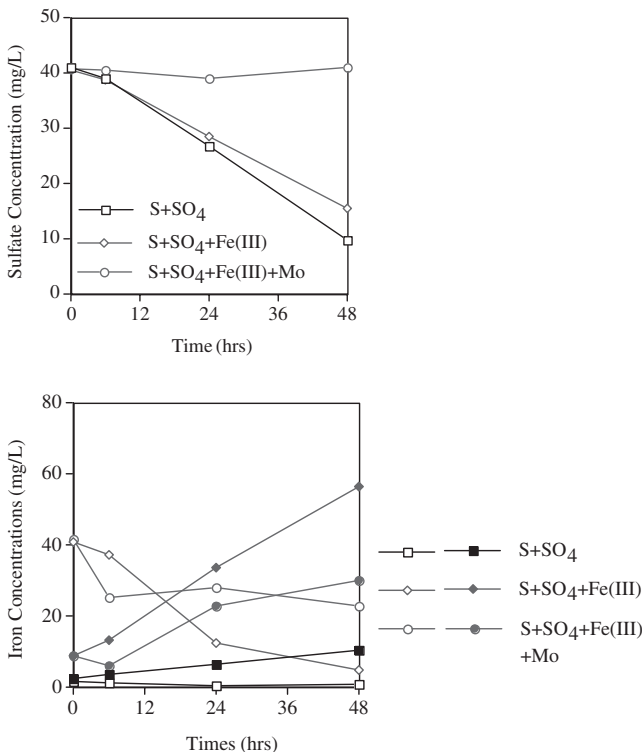 50
40
30
20
10
0
Sulfate Concenttration (mg/L)
S+SO4
S+SO4+Fe(III)
S+SO4+Fe(III)+Mo
0 12 24 36 48
Time (hrs)
80
60
40
20
0
Iron Concentrations (mg/L)
S+SO4
S+SO4+Fe(III)
S+SO4+Fe(III)
+Mo
0 12 24 36 48
Times (hrs)